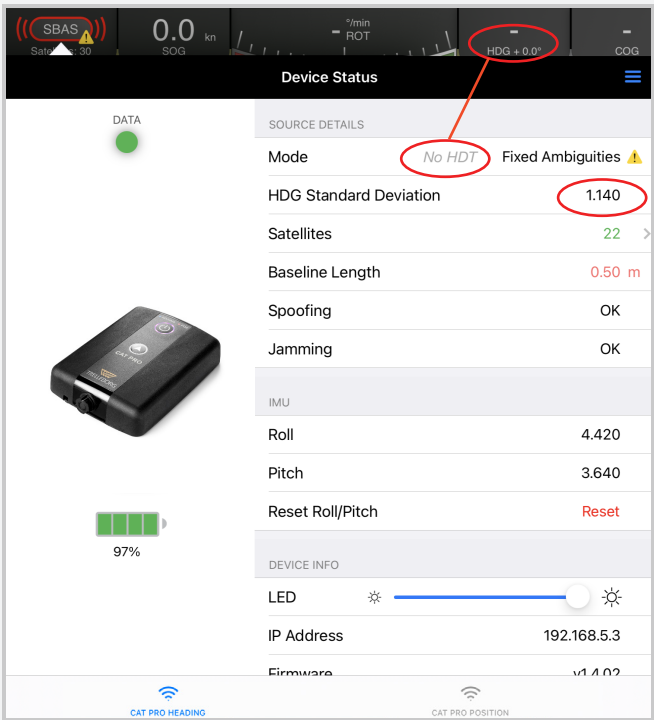 SBAS
Satellites: 30
0.0 kn
SOG
°/min
- ROT
-
HDG + 0.0°
-
COG
Device Status
DATA
97%
CAT PRO
TRELLEBORG
SOURCE DETAILS
Mode No HDT Fixed Ambiguities
HDG Standard Deviation 1.140
Satellites 22
Baseline Length 0.50 m
Spoofing OK
Jamming OK
IMU
Roll 4.420
Pitch 3.640
Reset Roll/Pitch Reset
DEVICE INFO
LED
IP Address 192.168.5.3
Firmware v1.4.02
CAT PRO HEADING
CAT PRO POSITION